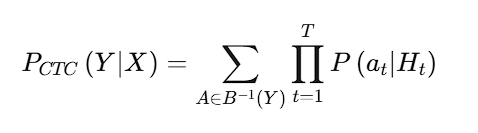 $P_{CTC}(Y|X) = \sum_{A \in B^{-1}(Y)} \prod_{t=1}^{T} P(a_t|H_t)$